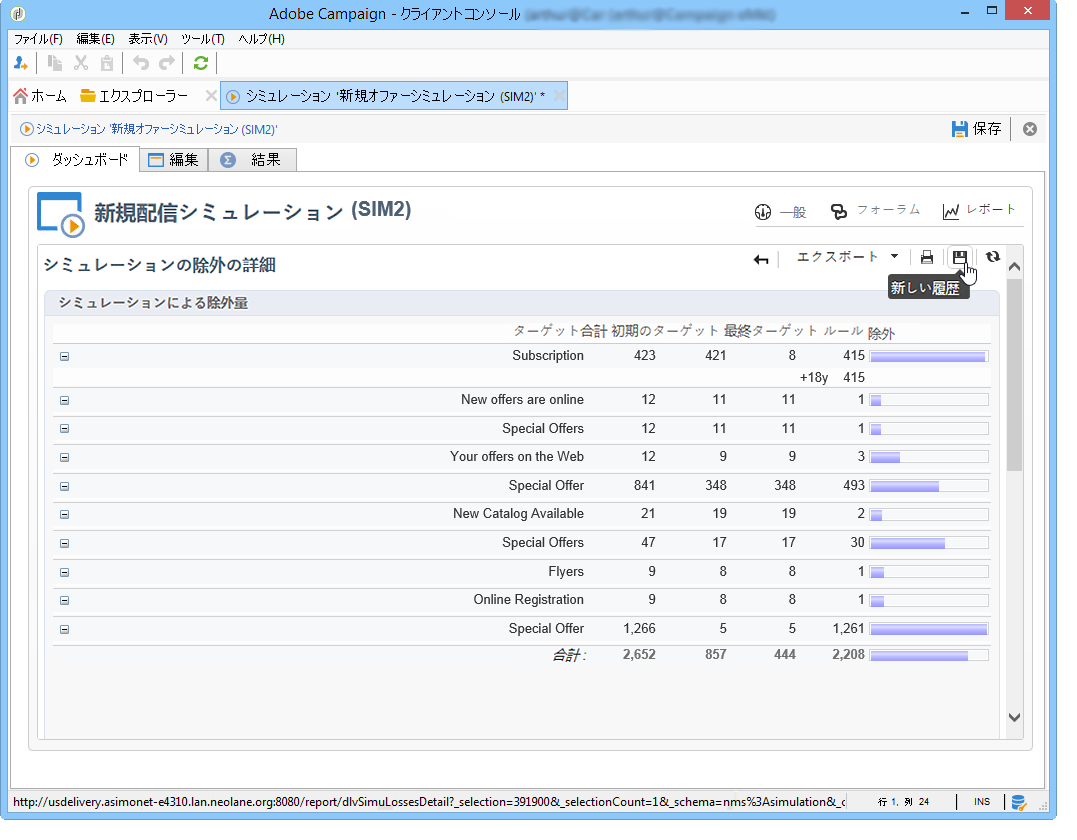 Adobe Campaign - クライアントコンソール
ファイル(F) 編集(E) 表示(V) ツール(T) ヘルプ(H)
ホーム エクスプローラー シミュレーション '新規オファーシミュレーション (SIM2)' *
シミュレーション '新規オファーシミュレーション (SIM2)' 保存
ダッシュボード 編集 結果
新規配信シミュレーション (SIM2) 一般 フォーラム レポート
シミュレーションの除外の詳細 エクスポート
新しい履歴
シミュレーションによる除外量
ターゲット合計 初期のターゲット 最終ターゲット ルール 除外
Subscription 423 421 8 415
+18y 415
New offers are online 12 11 11 1
Special Offers 12 11 11 1
Your offers on the Web 12 9 9 3
Special Offer 841 348 348 493
New Catalog Available 21 19 19 2
Special Offers 47 17 17 30
Flyers 9 8 8 1
Online Registration 9 8 8 1
Special Offer 1,266 5 5 1,261
合計 : 2,652 857 444 2,208
http://usdelivery.asimonet-e4310.lan.neolane.org:8080/report/dlvSimuLossesDetail?_selection=391900&_selectionCount=1&_schema=nms%3Asimulation&_c 行 1, 列 24 INS